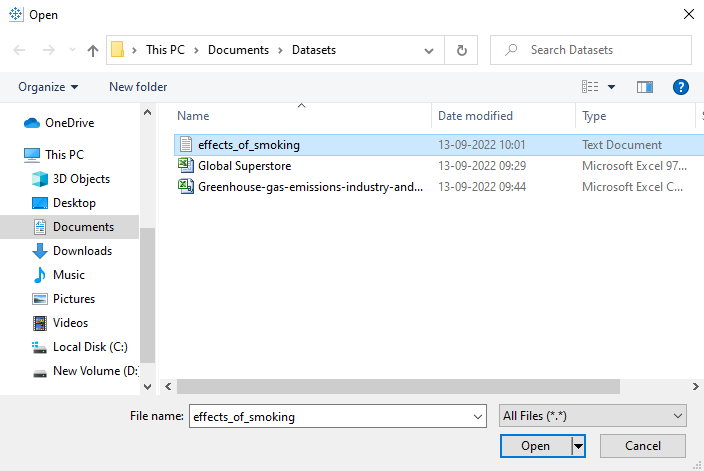 Open
This PC > Documents > Datasets
Search Datasets
Organize
New folder
Name
Date modified
Type
OneDrive
This PC
3D Objects
Desktop
Documents
Downloads
Music
Pictures
Videos
Local Disk (C:)
New Volume (D:
effects_of_smoking 13-09-2022 10:01 Text Document
Global Superstore 13-09-2022 09:29 Microsoft Excel 97...
Greenhouse-gas-emissions-industry-and... 13-09-2022 09:44 Microsoft Excel C...
File name: effects_of_smoking
All Files (*.*)
Open
Cancel